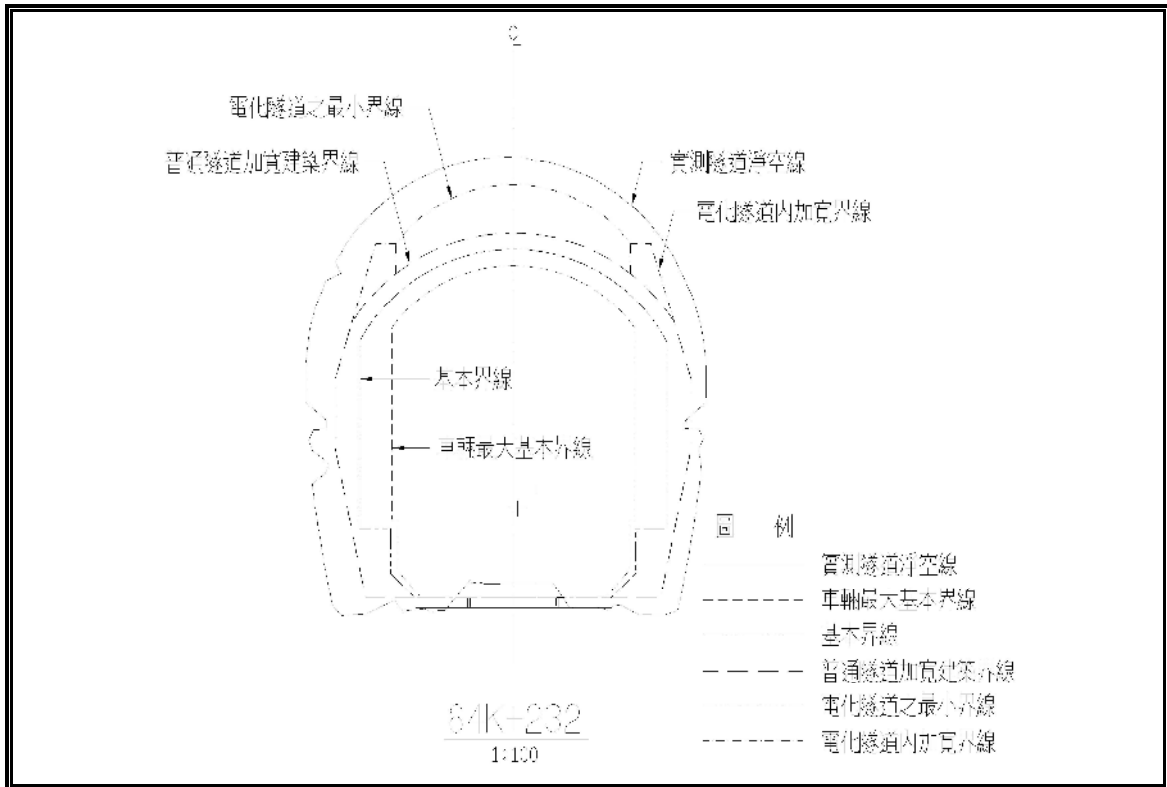 ℄
電化隧道之最小界線
普通隧道加寬建築界線
實測隧道淨空線
電化隧道內加寬界線
基本界線
車輛最大基本界線
圖 例
實測隧道淨空線
車輛最大基本界線
基本界線
普通隧道加寬建築界線
電化隧道之最小界線
電化隧道內加寬界線
64K-232
1:100